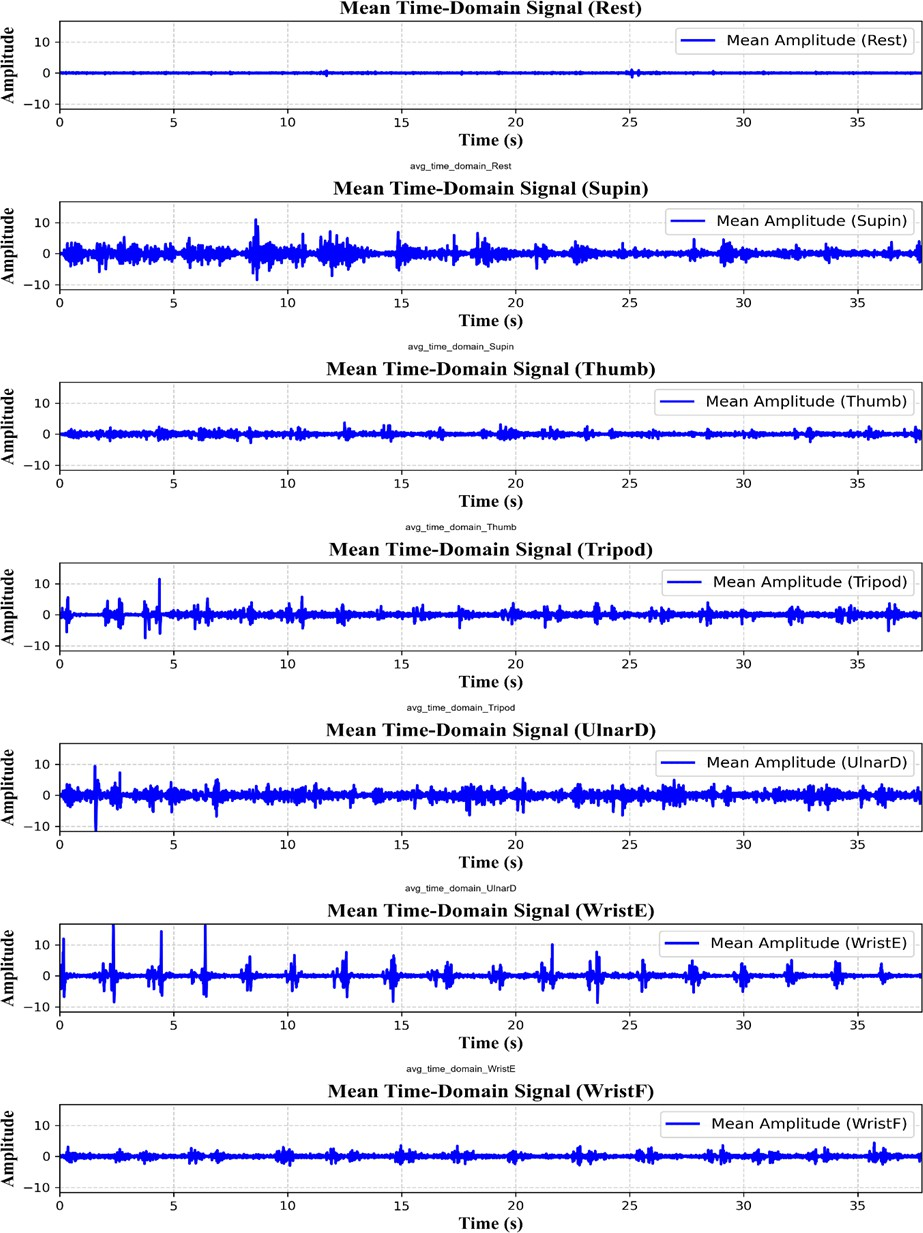 Mean Time-Domain Signal (Rest)
Amplitude
10
0
−10
Mean Amplitude (Rest)
0 5 10 15 20 25 30 35
Time (s)
avg_time_domain_Rest
Mean Time-Domain Signal (Supin)
Amplitude
10
0
−10
Mean Amplitude (Supin)
0 5 10 15 20 25 30 35
Time (s)
avg_time_domain_Supin
Mean Time-Domain Signal (Thumb)
Amplitude
10
0
−10
Mean Amplitude (Thumb)
0 5 10 15 20 25 30 35
Time (s)
avg_time_domain_Thumb
Mean Time-Domain Signal (Tripod)
Amplitude
10
0
−10
Mean Amplitude (Tripod)
0 5 10 15 20 25 30 35
Time (s)
avg_time_domain_Tripod
Mean Time-Domain Signal (UlnarD)
Amplitude
10
0
−10
Mean Amplitude (UlnarD)
0 5 10 15 20 25 30 35
Time (s)
avg_time_domain_UlnarD
Mean Time-Domain Signal (WristE)
Amplitude
10
0
−10
Mean Amplitude (WristE)
0 5 10 15 20 25 30 35
Time (s)
avg_time_domain_WristE
Mean Time-Domain Signal (WristF)
Amplitude
10
0
−10
Mean Amplitude (WristF)
0 5 10 15 20 25 30 35
Time (s)